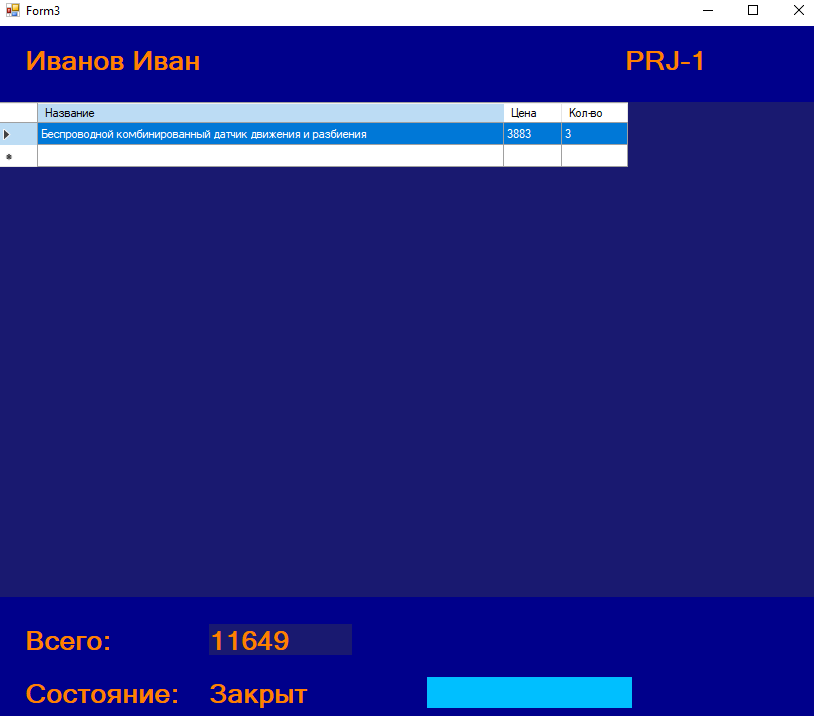 Form3
Иванов Иван PRJ-1
Название Цена Кол-во
Беспроводной комбинированный датчик движения и разбиения 3883 3
Всего: 11649
Состояние: Закрыт